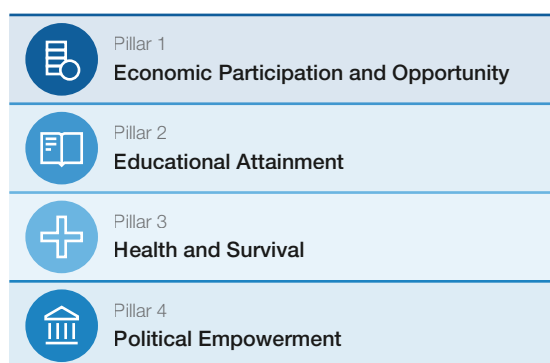 Pillar 1
Economic Participation and Opportunity
Pillar 2
Educational Attainment
Pillar 3
Health and Survival
Pillar 4
Political Empowerment